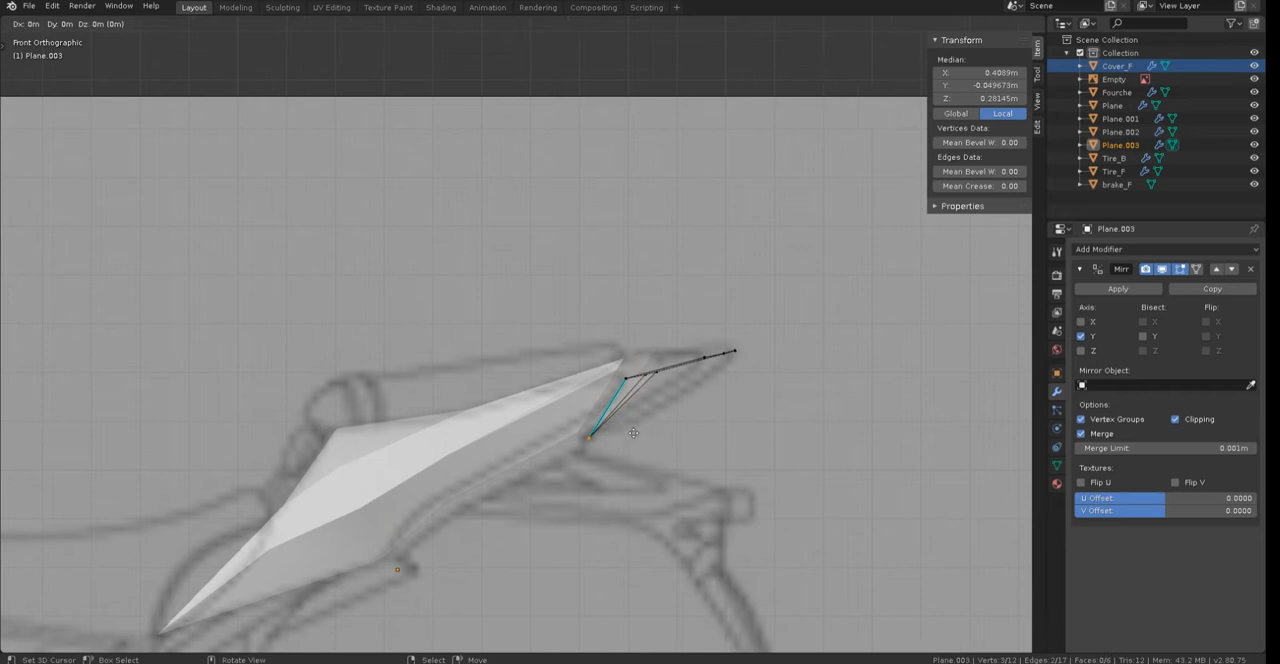 File Edit Render Window Help Layout Modeling Sculpting UV Editing Texture Paint Shading Animation Rendering Compositing Scripting + Scene View Layer
Dx: 0m Dy: 0m Dz: 0m (0m)
Front Orthographic
(1) Plane.003
Transform
Median:
X: 0.4089m
Y: -0.049673m
Z: 0.28145m
Global Local
Vertices Data:
Mean Bevel W: 0.00
Edges Data:
Mean Bevel W: 0.00
Mean Crease: 0.00
Properties
Item
Tool
View
Edit
Scene Collection
Collection
Cover_F
Empty
Fourche
Plane
Plane.001
Plane.002
Plane.003
Tire_B
Tire_F
brake_F
Plane.003
Add Modifier
Mirr
Apply Copy
Axis: Bisect: Flip:
X X X
Y Y Y
Z Z Z
Mirror Object:
Options:
Vertex Groups Clipping
Merge
Merge Limit: 0.001m
Textures:
Flip U Flip V
U Offset: 0.0000
V Offset: 0.0000
Set 3D Cursor Box Select Rotate View Select Move Plane.003 | Verts:3/12 | Edges:2/17 | Faces:0/6 | Tris:12 | Mem: 43.2 MB | v2.80.75